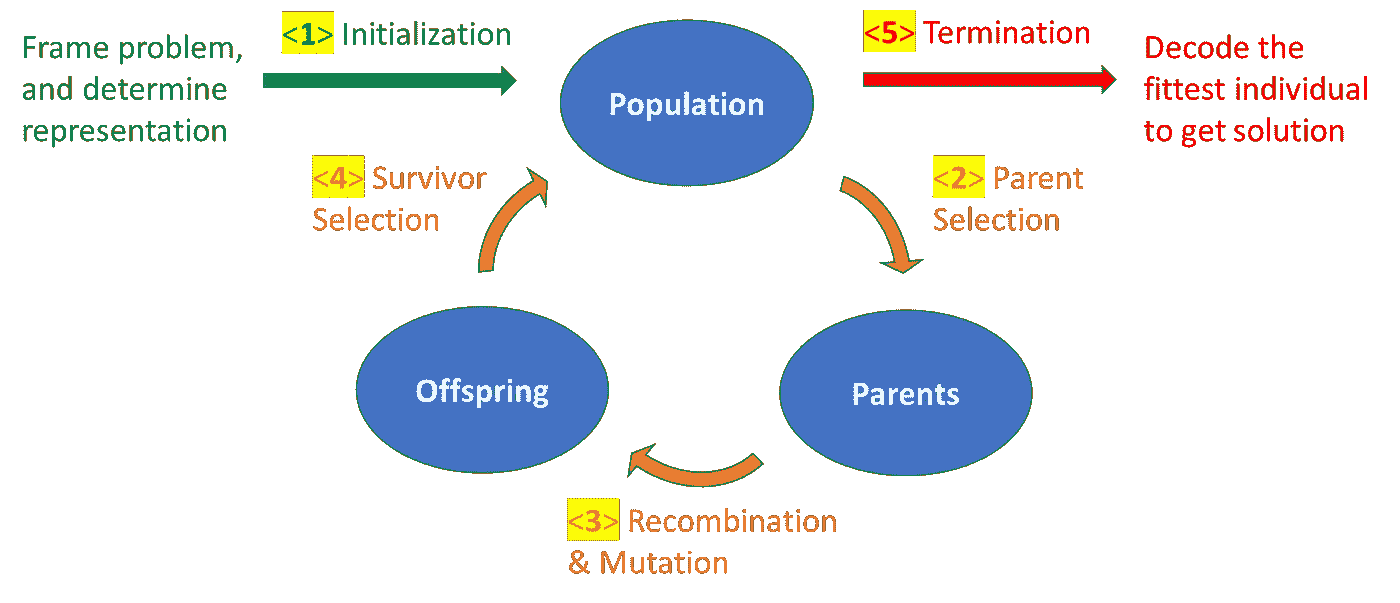 Frame problem,
and determine
representation
<1> Initialization
Population
<5> Termination
Decode the
fittest individual
to get solution
<4> Survivor
Selection
<2> Parent
Selection
Offspring
Parents
<3> Recombination
& Mutation